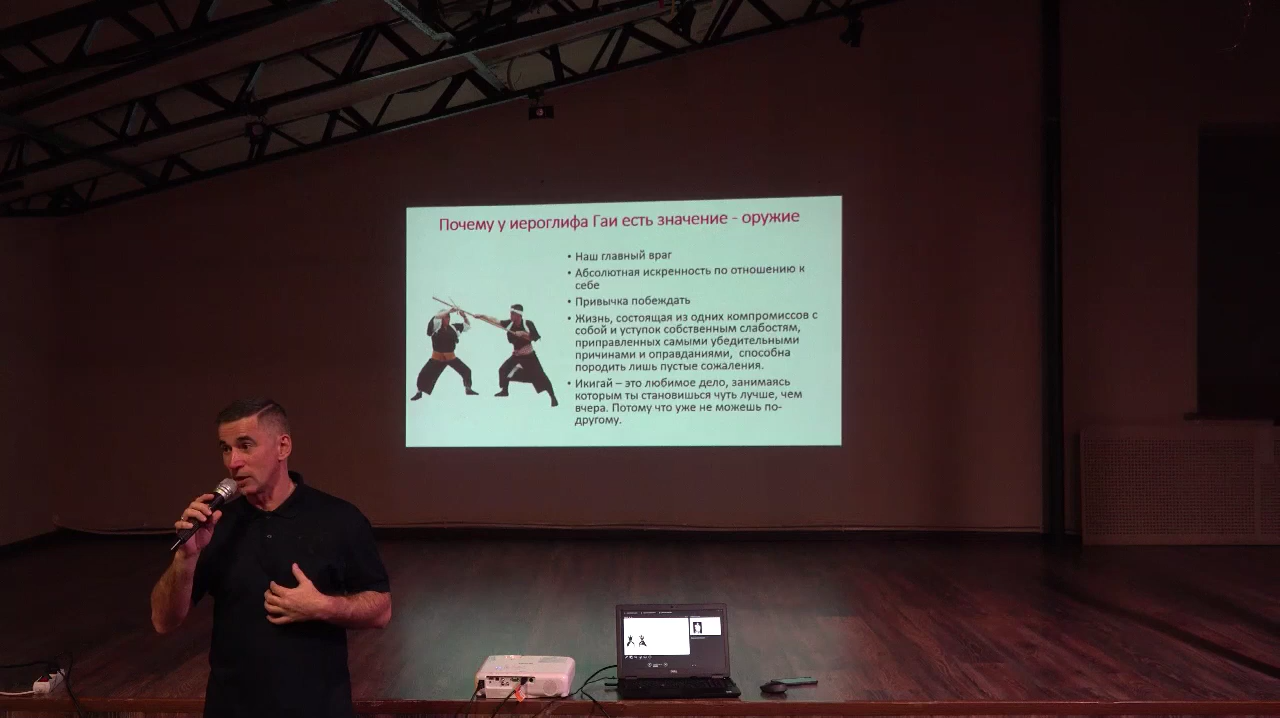 Почему у иероглифа Гаи есть значение - оружие
• Наш главный враг
• Абсолютная искренность по отношению к
себе
• Привычка побеждать
• Жизнь, состоящая из одних компромиссов с
собой и уступок собственным слабостям,
приправленных самыми убедительными
причинами и оправданиями, способна
породить лишь пустые сожаления.
• Икигай – это любимое дело, занимаясь
которым ты становишься чуть лучше, чем
вчера. Потому что уже не можешь по-
другому.
DELL